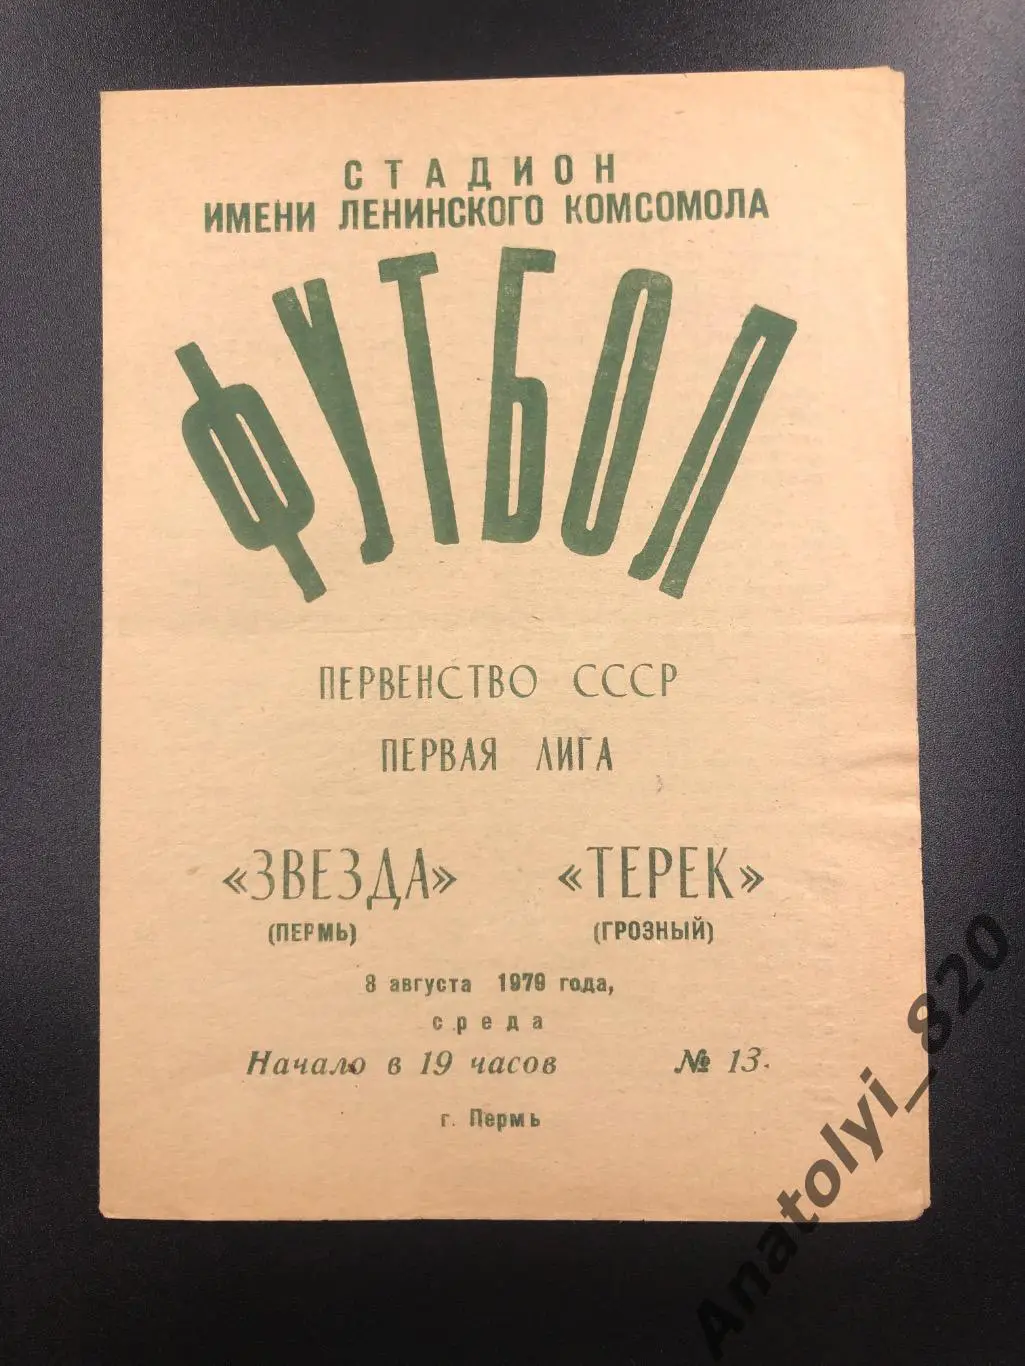 СТАДИОН
ИМЕНИ ЛЕНИНСКОГО КОМСОМОЛА
ФУТБОЛ
ПЕРВЕНСТВО СССР
ПЕРВАЯ ЛИГА
«ЗВЕЗДА» «ТЕРЕК»
(ПЕРМЬ) (ГРОЗНЫЙ)
8 августа 1979 года,
среда
Начало в 19 часов № 13.
г. Пермь
Anatolyi_820